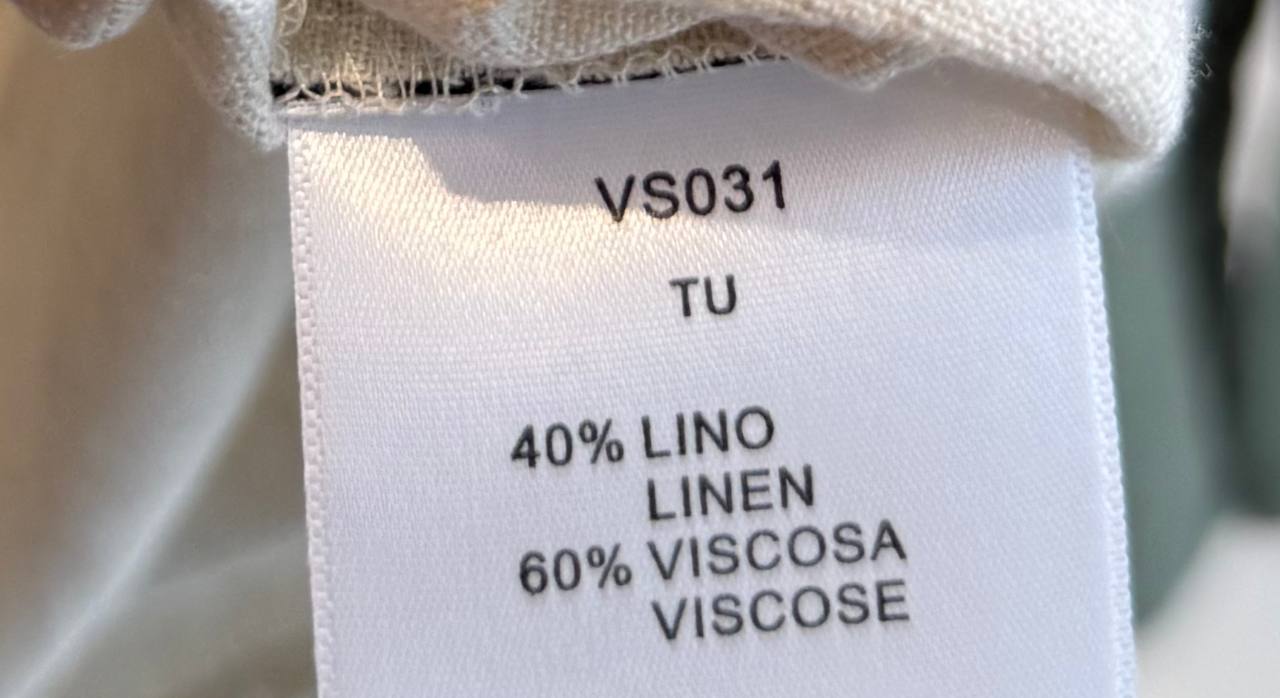 VS031
TU
40% LINO
LINEN
60% VISCOSA
VISCOSE